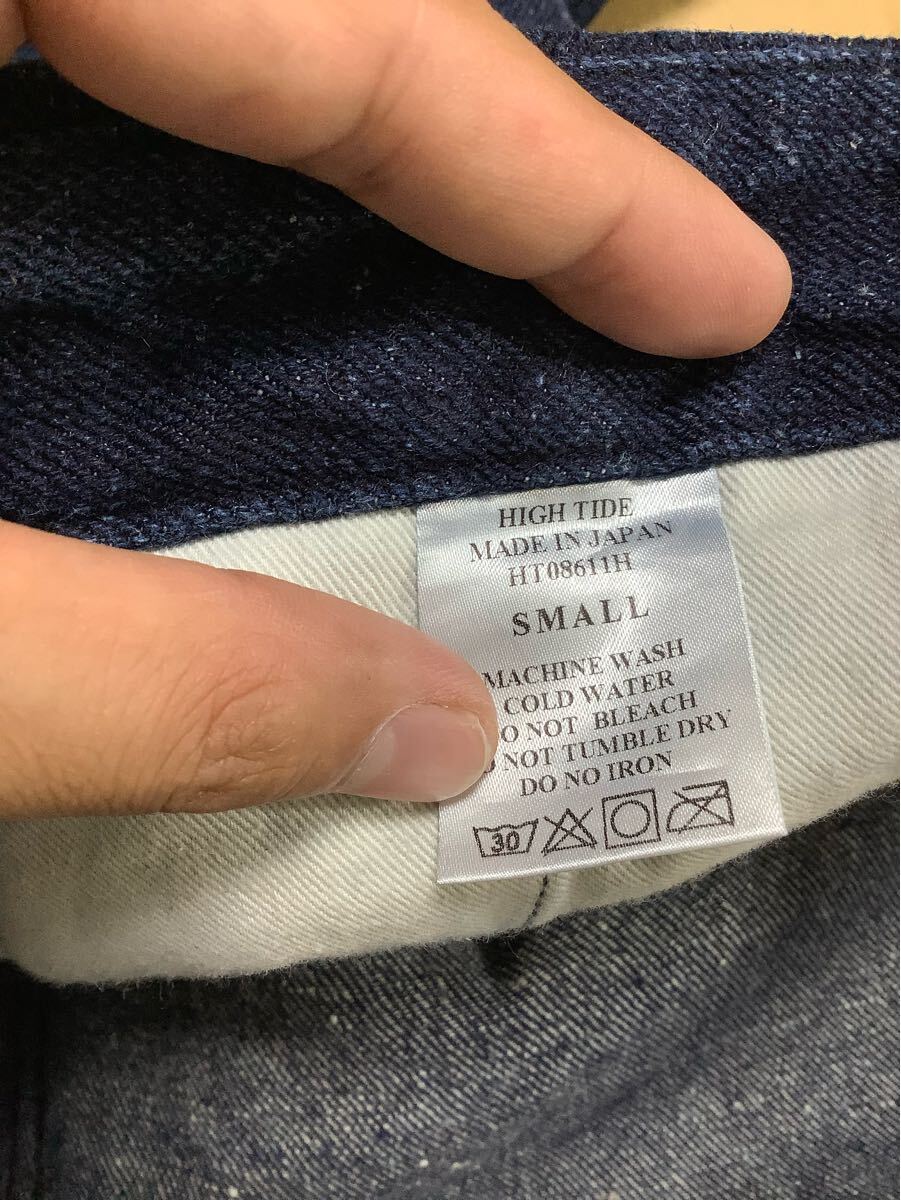 HIGH TIDE
MADE IN JAPAN
HT08611H
SMALL
MACHINE WASH
COLD WATER
O NOT BLEACH
NOT TUMBLE DRY
DO NO IRON
30